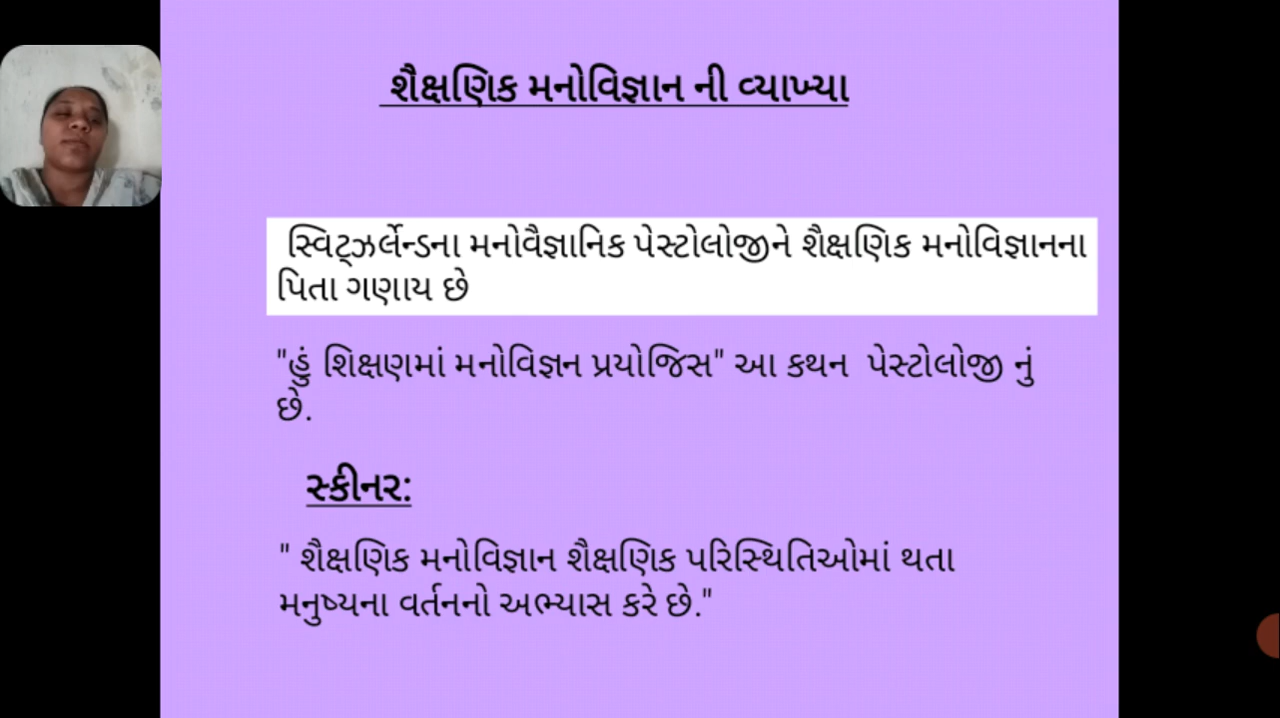 શૈક્ષણિક મનોવિજ્ઞાન ની વ્યાખ્યા
સ્વિટ્ઝર્લેન્ડના મનોવૈજ્ઞાનિક પેસ્ટોલોજીને શૈક્ષણિક મનોવિજ્ઞાનના
પિતા ગણાય છે
"હું શિક્ષણમાં મનોવિજ્ઞન પ્રયોજિસ" આ કથન પેસ્ટોલોજી નું
છે.
સ્કીનર:
" શૈક્ષણિક મનોવિજ્ઞાન શૈક્ષણિક પરિસ્થિતિઓમાં થતા
મનુષ્યના વર્તનનો અભ્યાસ કરે છે."